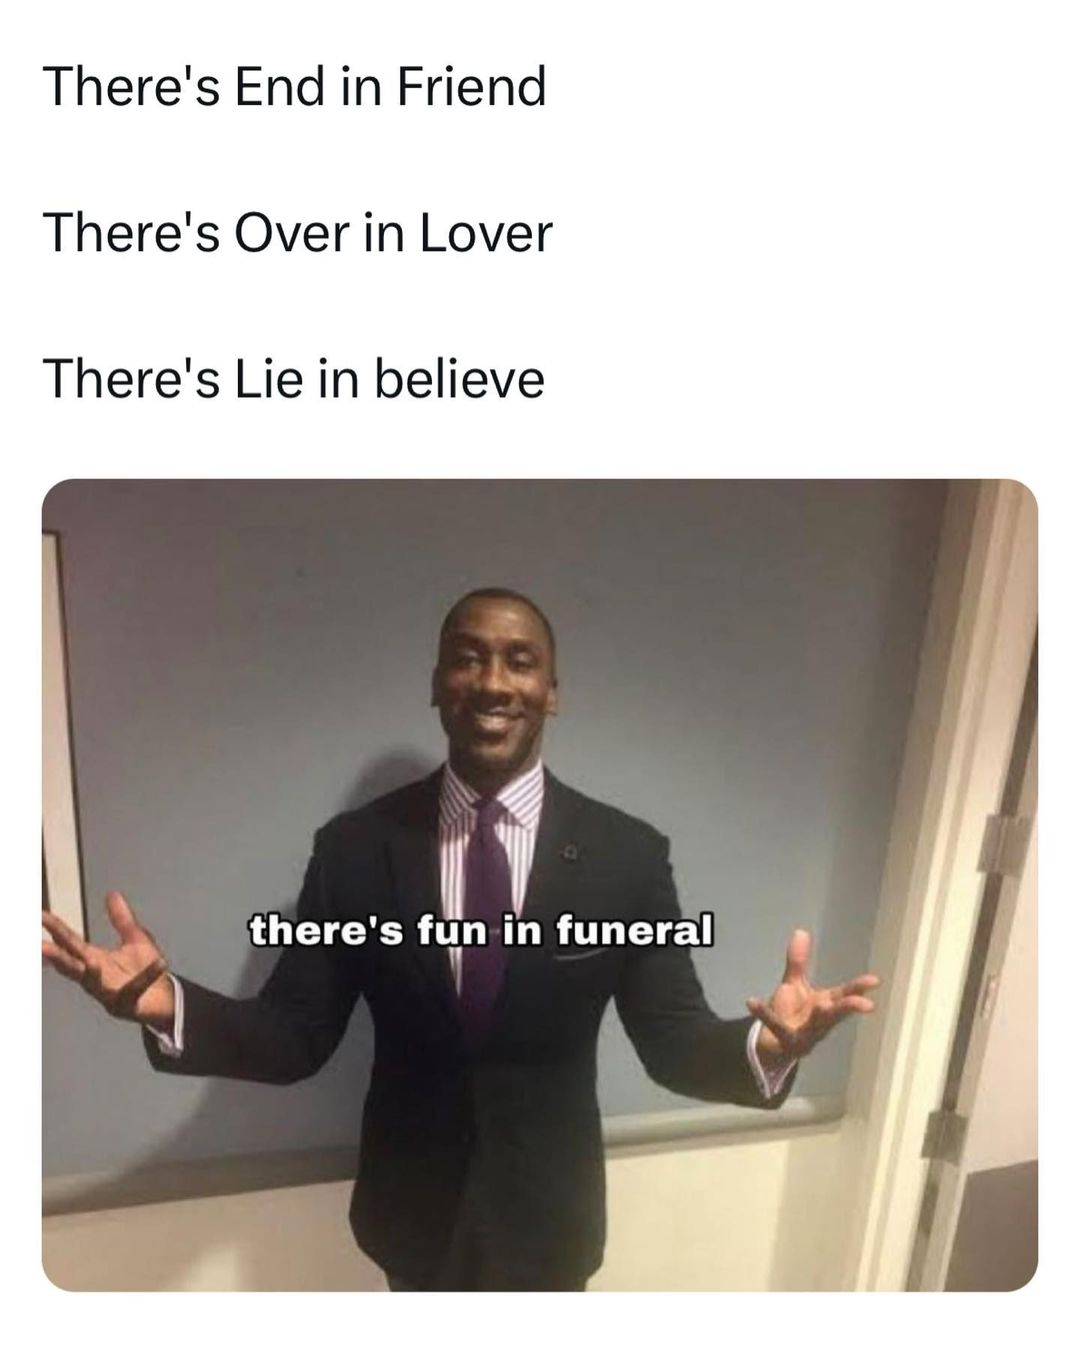 There's End in Friend
There's Over in Lover
There's Lie in believe
there's fun in funeral